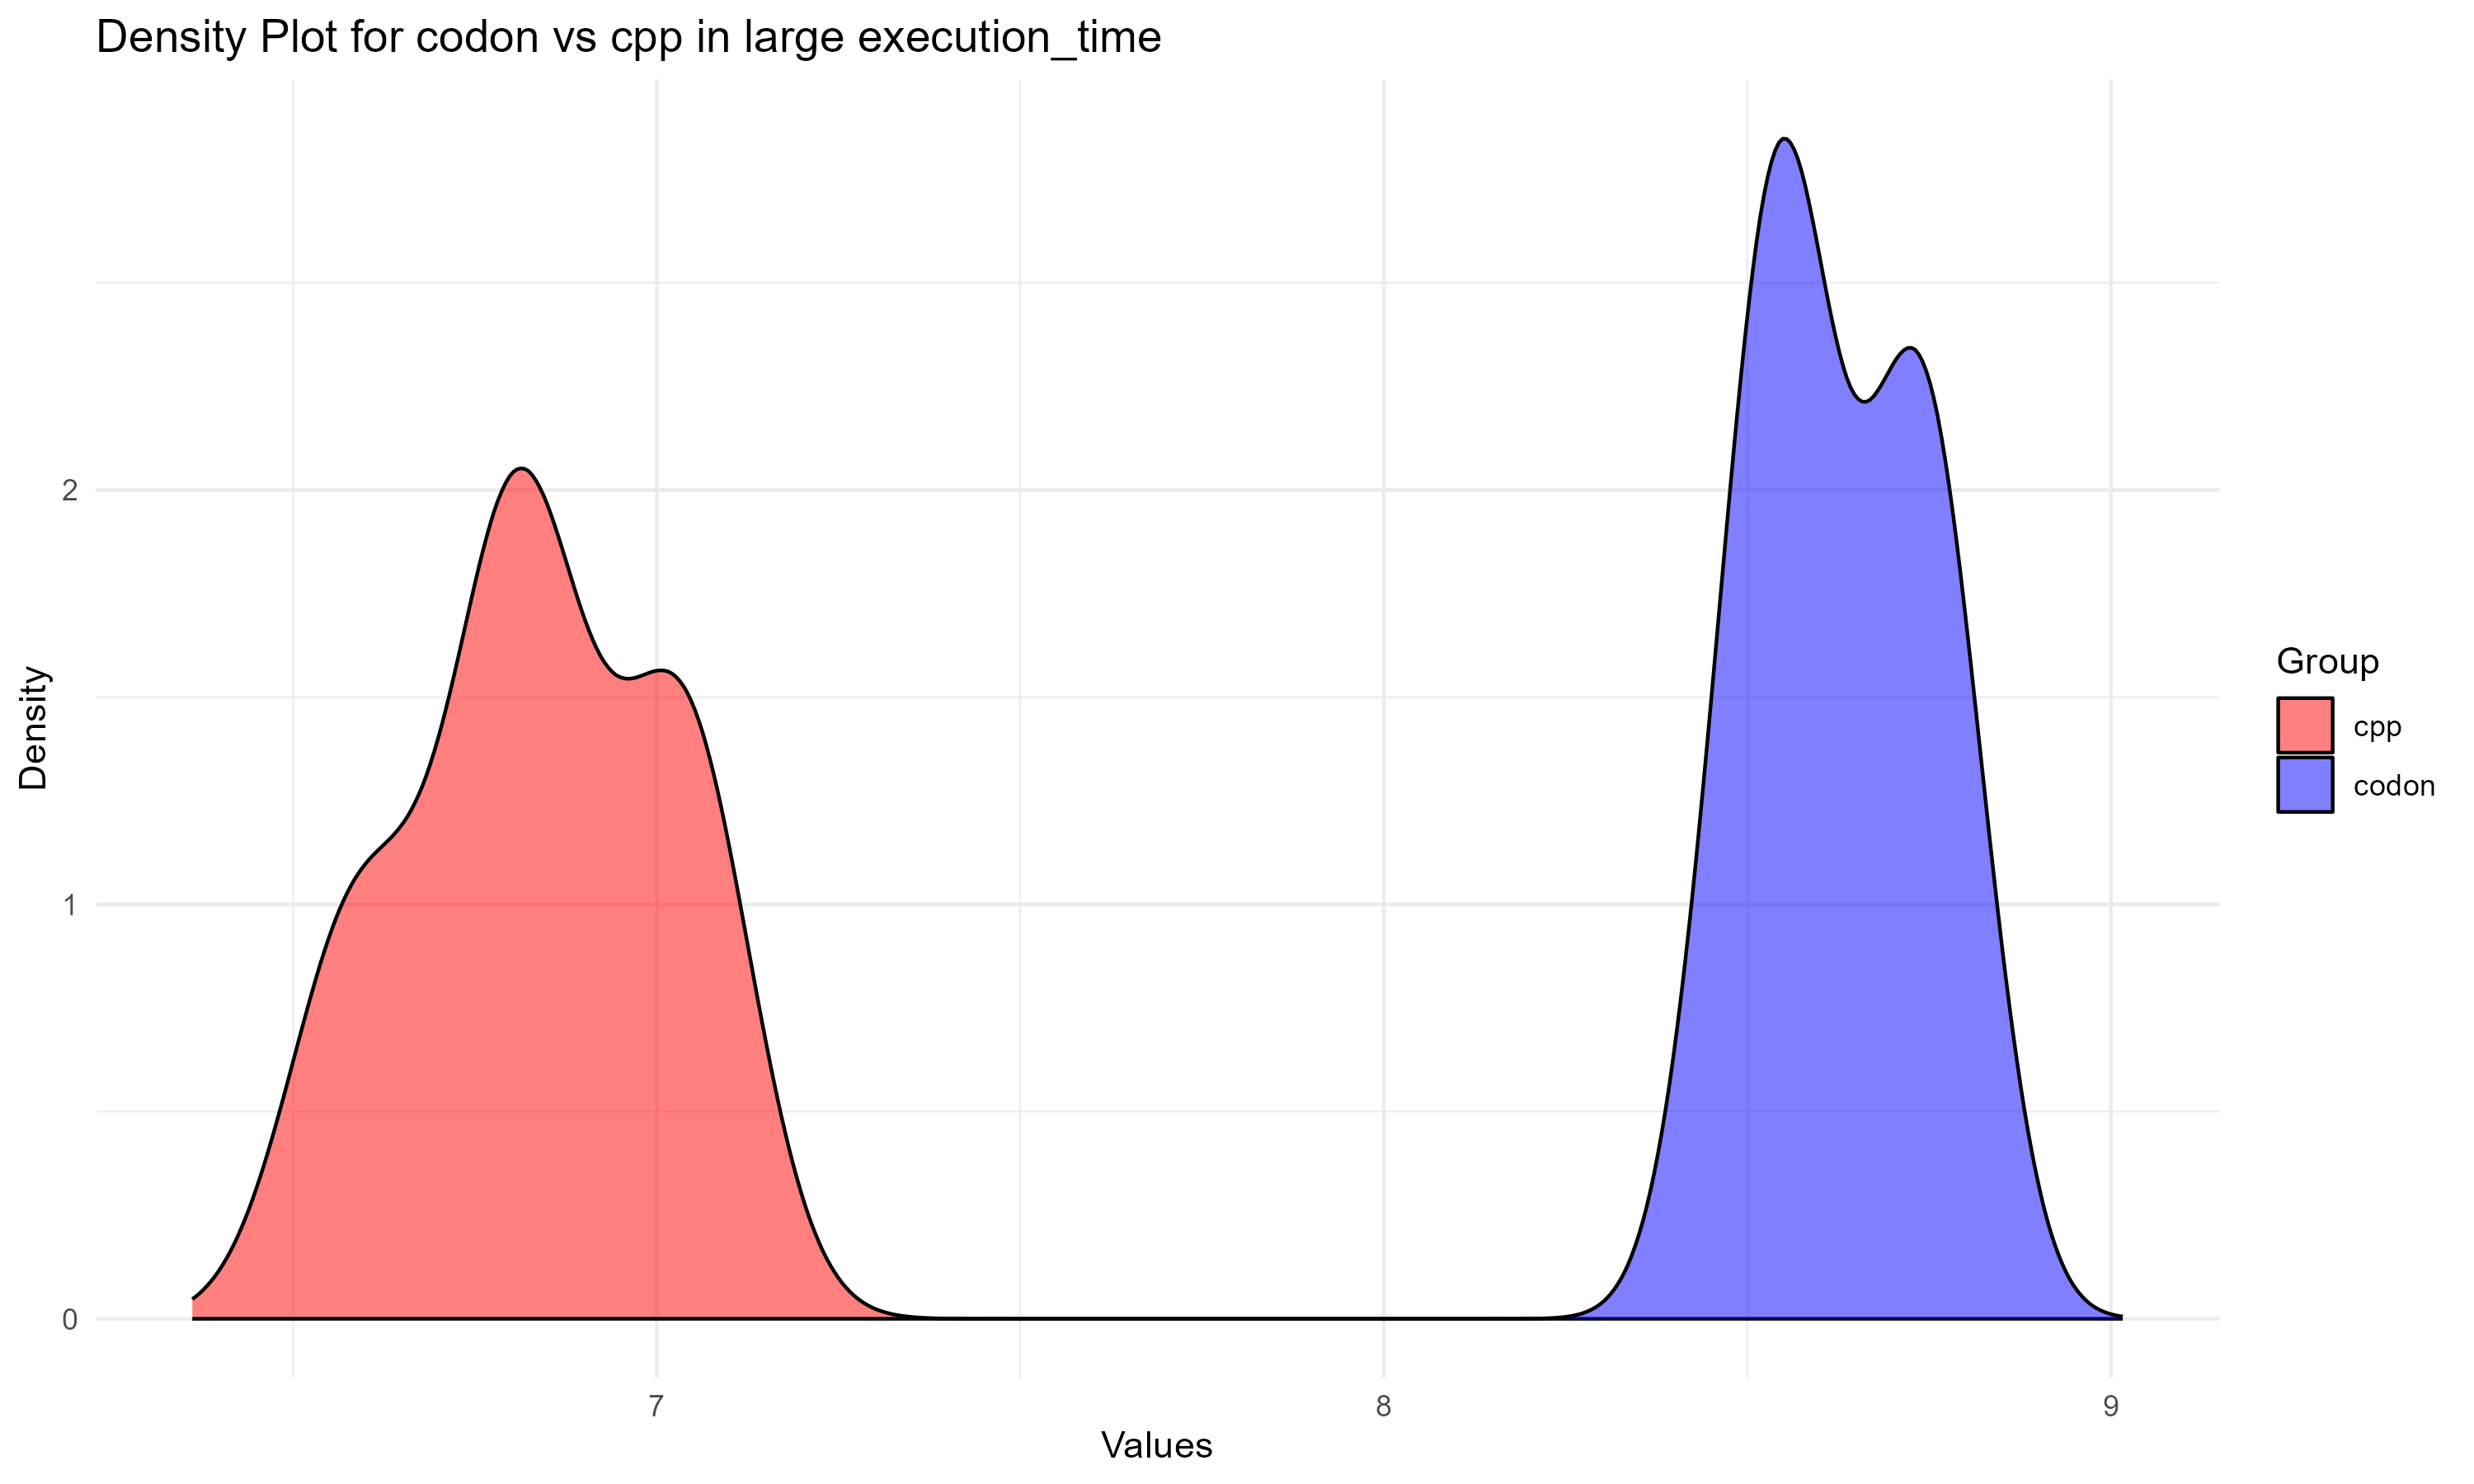 Density Plot for codon vs cpp in large execution_time
Density
2
1
0
7
8
9
Values
Group
cpp
codon